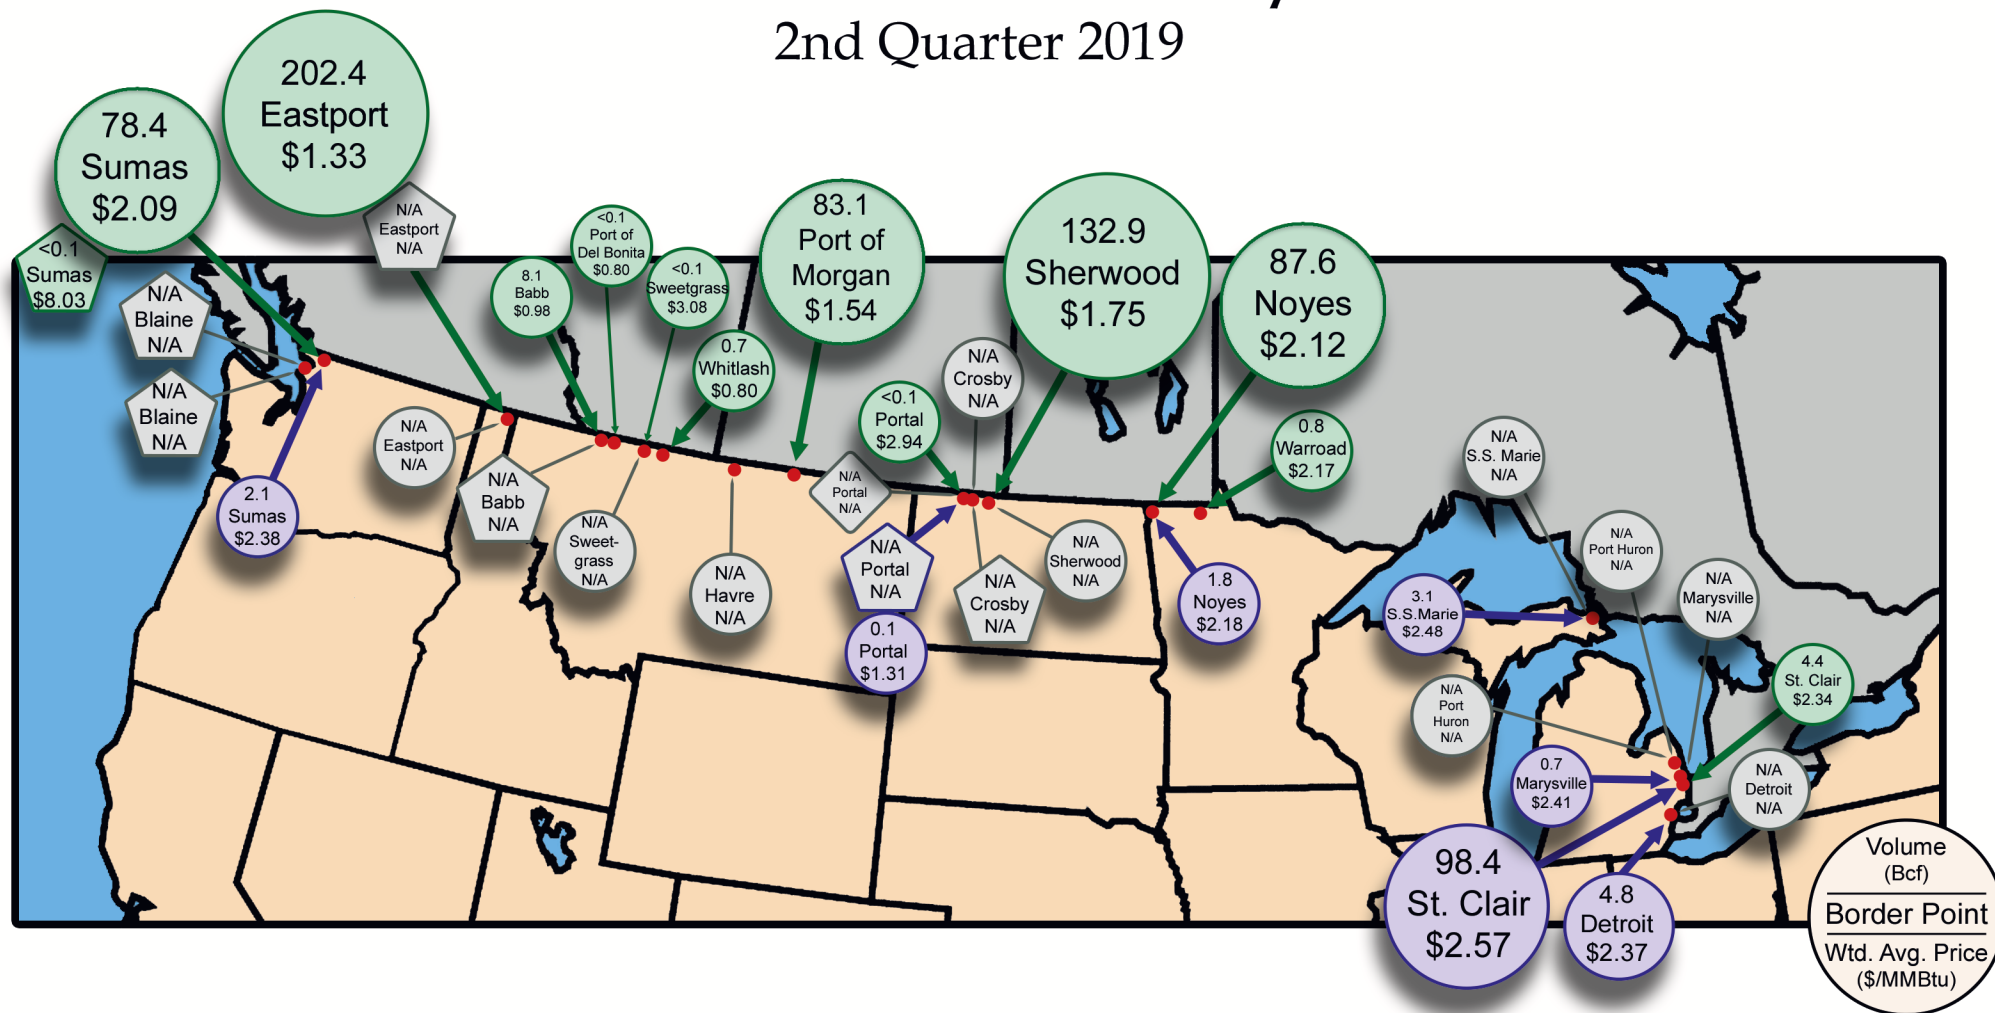 2nd Quarter 2019
202.4
Eastport
$1.33
78.4
Sumas
$2.09
<0.1
Sumas
$8.03
N/A
Blaine
N/A
N/A
Blaine
N/A
2.1
Sumas
$2.38
N/A
Eastport
N/A
N/A
Eastport
N/A
8.1
Babb
$0.98
<0.1
Port of
Del Bonita
$0.80
<0.1
Sweetgrass
$3.08
0.7
Whitlash
$0.80
N/A
Babb
N/A
N/A
Sweet-
grass
N/A
N/A
Havre
N/A
83.1
Port of
Morgan
$1.54
N/A
Portal
N/A
<0.1
Portal
$2.94
N/A
Crosby
N/A
132.9
Sherwood
$1.75
N/A
Portal
N/A
0.1
Portal
$1.31
N/A
Crosby
N/A
N/A
Sherwood
N/A
87.6
Noyes
$2.12
0.8
Warroad
$2.17
1.8
Noyes
$2.18
N/A
S.S. Marie
N/A
3.1
S.S.Marie
$2.48
N/A
Port Huron
N/A
N/A
Marysville
N/A
4.4
St. Clair
$2.34
N/A
Port
Huron
N/A
0.7
Marysville
$2.41
N/A
Detroit
N/A
98.4
St. Clair
$2.57
4.8
Detroit
$2.37
Volume
(Bcf)
Border Point
Wtd. Avg. Price
($/MMBtu)